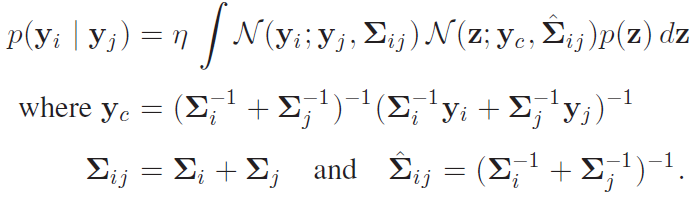 p(y_i | y_j) = η ∫ 𝒩(y_i; y_j, Σ_ij) 𝒩(z; y_c, Σ̂_ij)p(z) dz
where y_c = (Σ_i^{-1} + Σ_j^{-1})^{-1}(Σ_i^{-1}y_i + Σ_j^{-1}y_j)^{-1}
Σ_ij = Σ_i + Σ_j and Σ̂_ij = (Σ_i^{-1} + Σ_j^{-1})^{-1}.